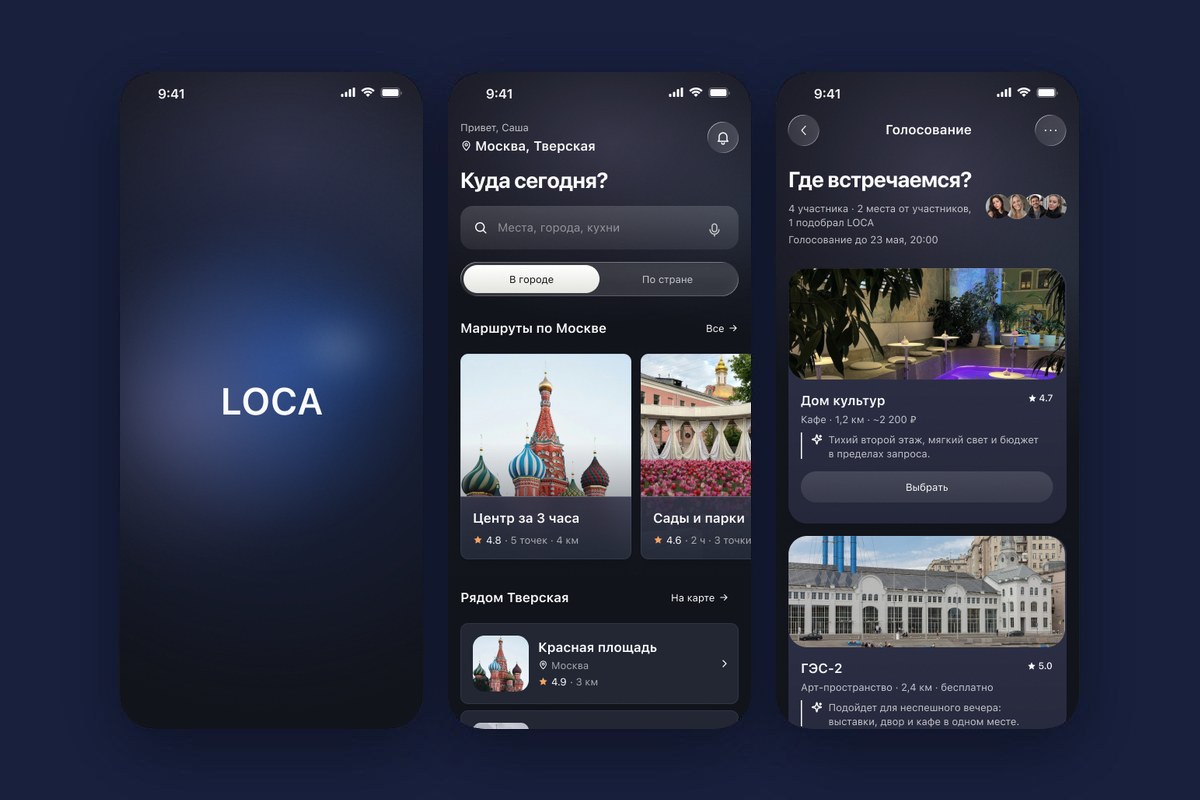 9:41
LOCA
9:41
Привет, Саша
Москва, Тверская
Куда сегодня?
Места, города, кухни
В городе
По стране
Маршруты по Москве
Все →
Центр за 3 часа
★ 4.8 · 5 точек · 4 км
Сады и парки
★ 4.6 · 2 ч · 3 точки
Рядом Тверская
На карте →
Красная площадь
Москва
★ 4.9 · 3 км
9:41
Голосование
Где встречаемся?
4 участника · 2 места от участников,
1 подобрал LOCA
Голосование до 23 мая, 20:00
Дом культур
★ 4.7
Кафе · 1,2 км · ~2 200 ₽
Тихий второй этаж, мягкий свет и бюджет
в пределах запроса.
Выбрать
ГЭС-2
★ 5.0
Арт-пространство · 2,4 км · бесплатно
Подойдет для неспешного вечера:
выставки, двор и кафе в одном месте.